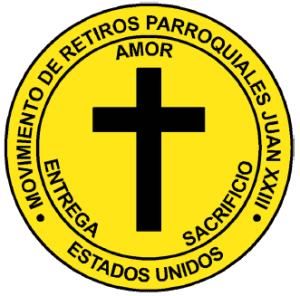 MOVIMIENTO DE RETIROS PARROQUIALES JUAN XXIII
AMOR
ENTREGA
SACRIFICIO
ESTADOS UNIDOS